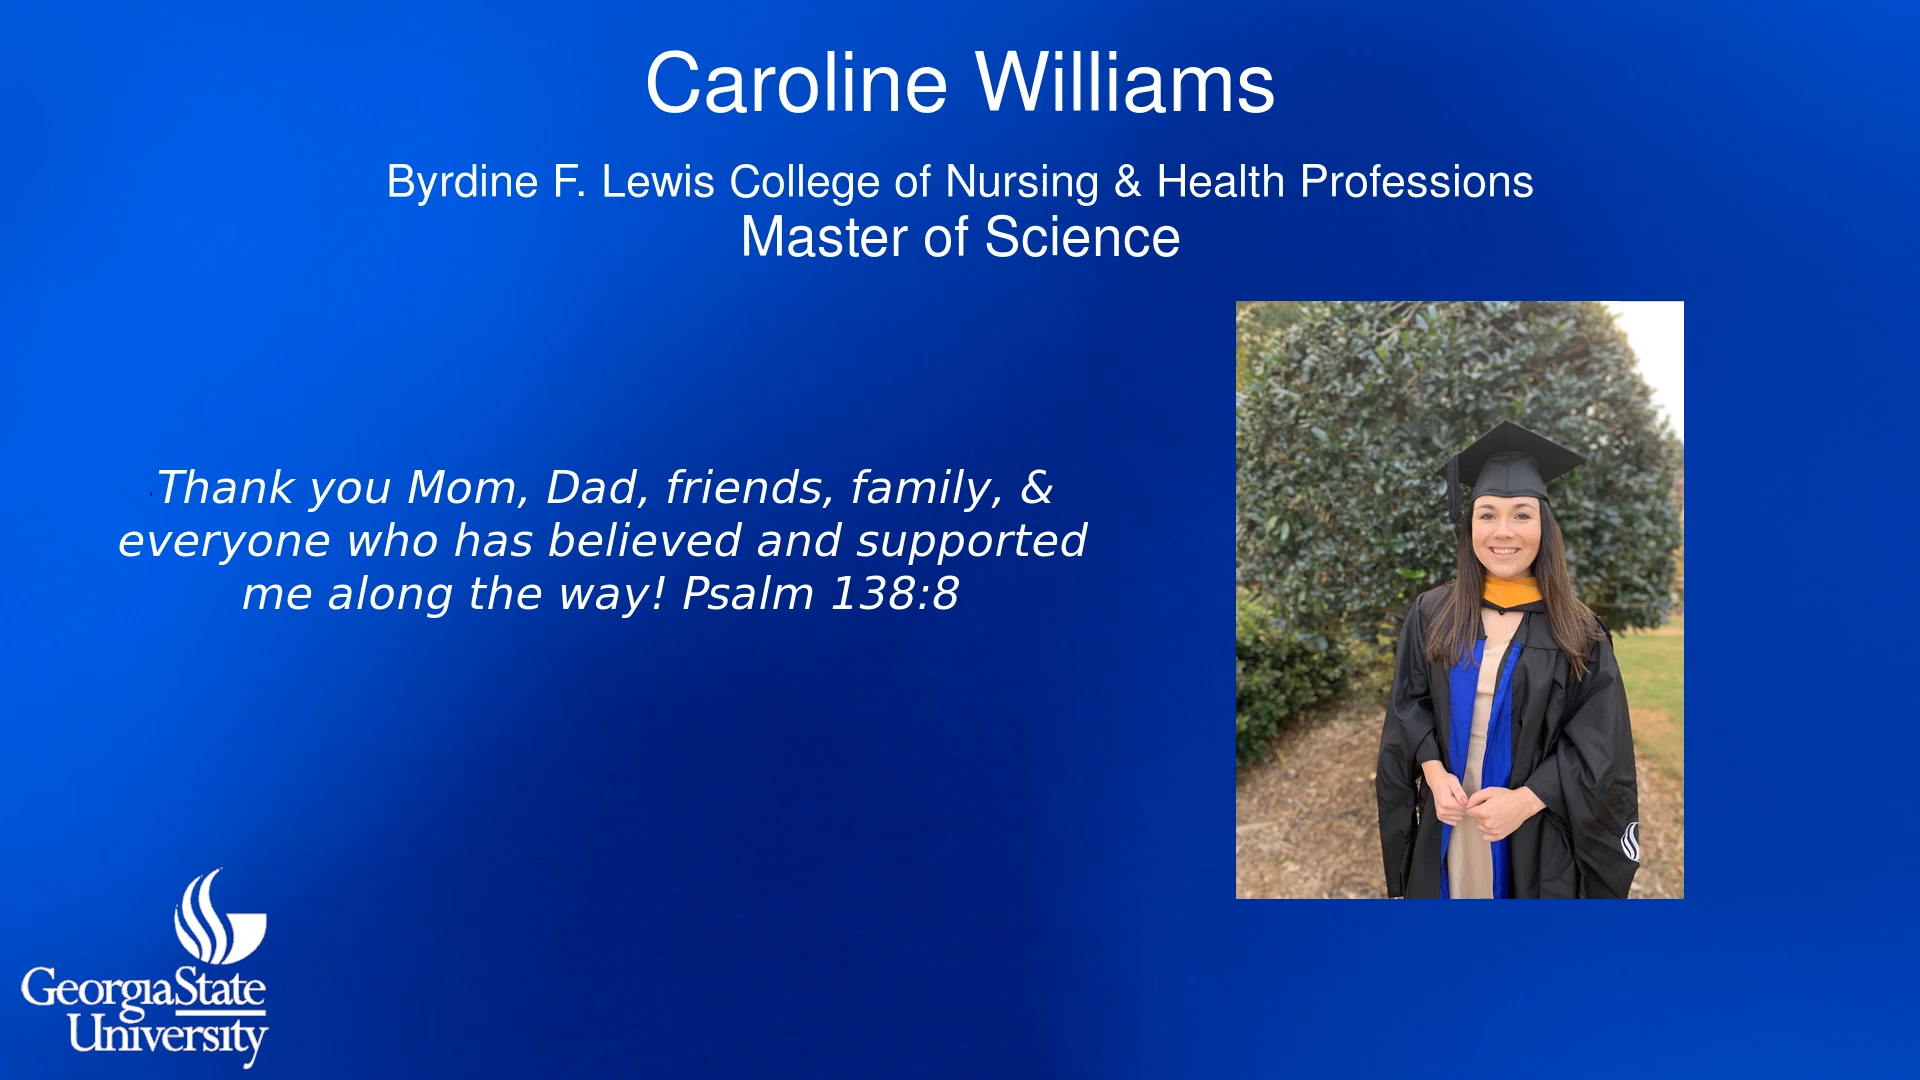 Caroline Williams
Byrdine F. Lewis College of Nursing & Health Professions
Master of Science
Thank you Mom, Dad, friends, family, &
everyone who has believed and supported
me along the way! Psalm 138:8
GeorgiaState
University